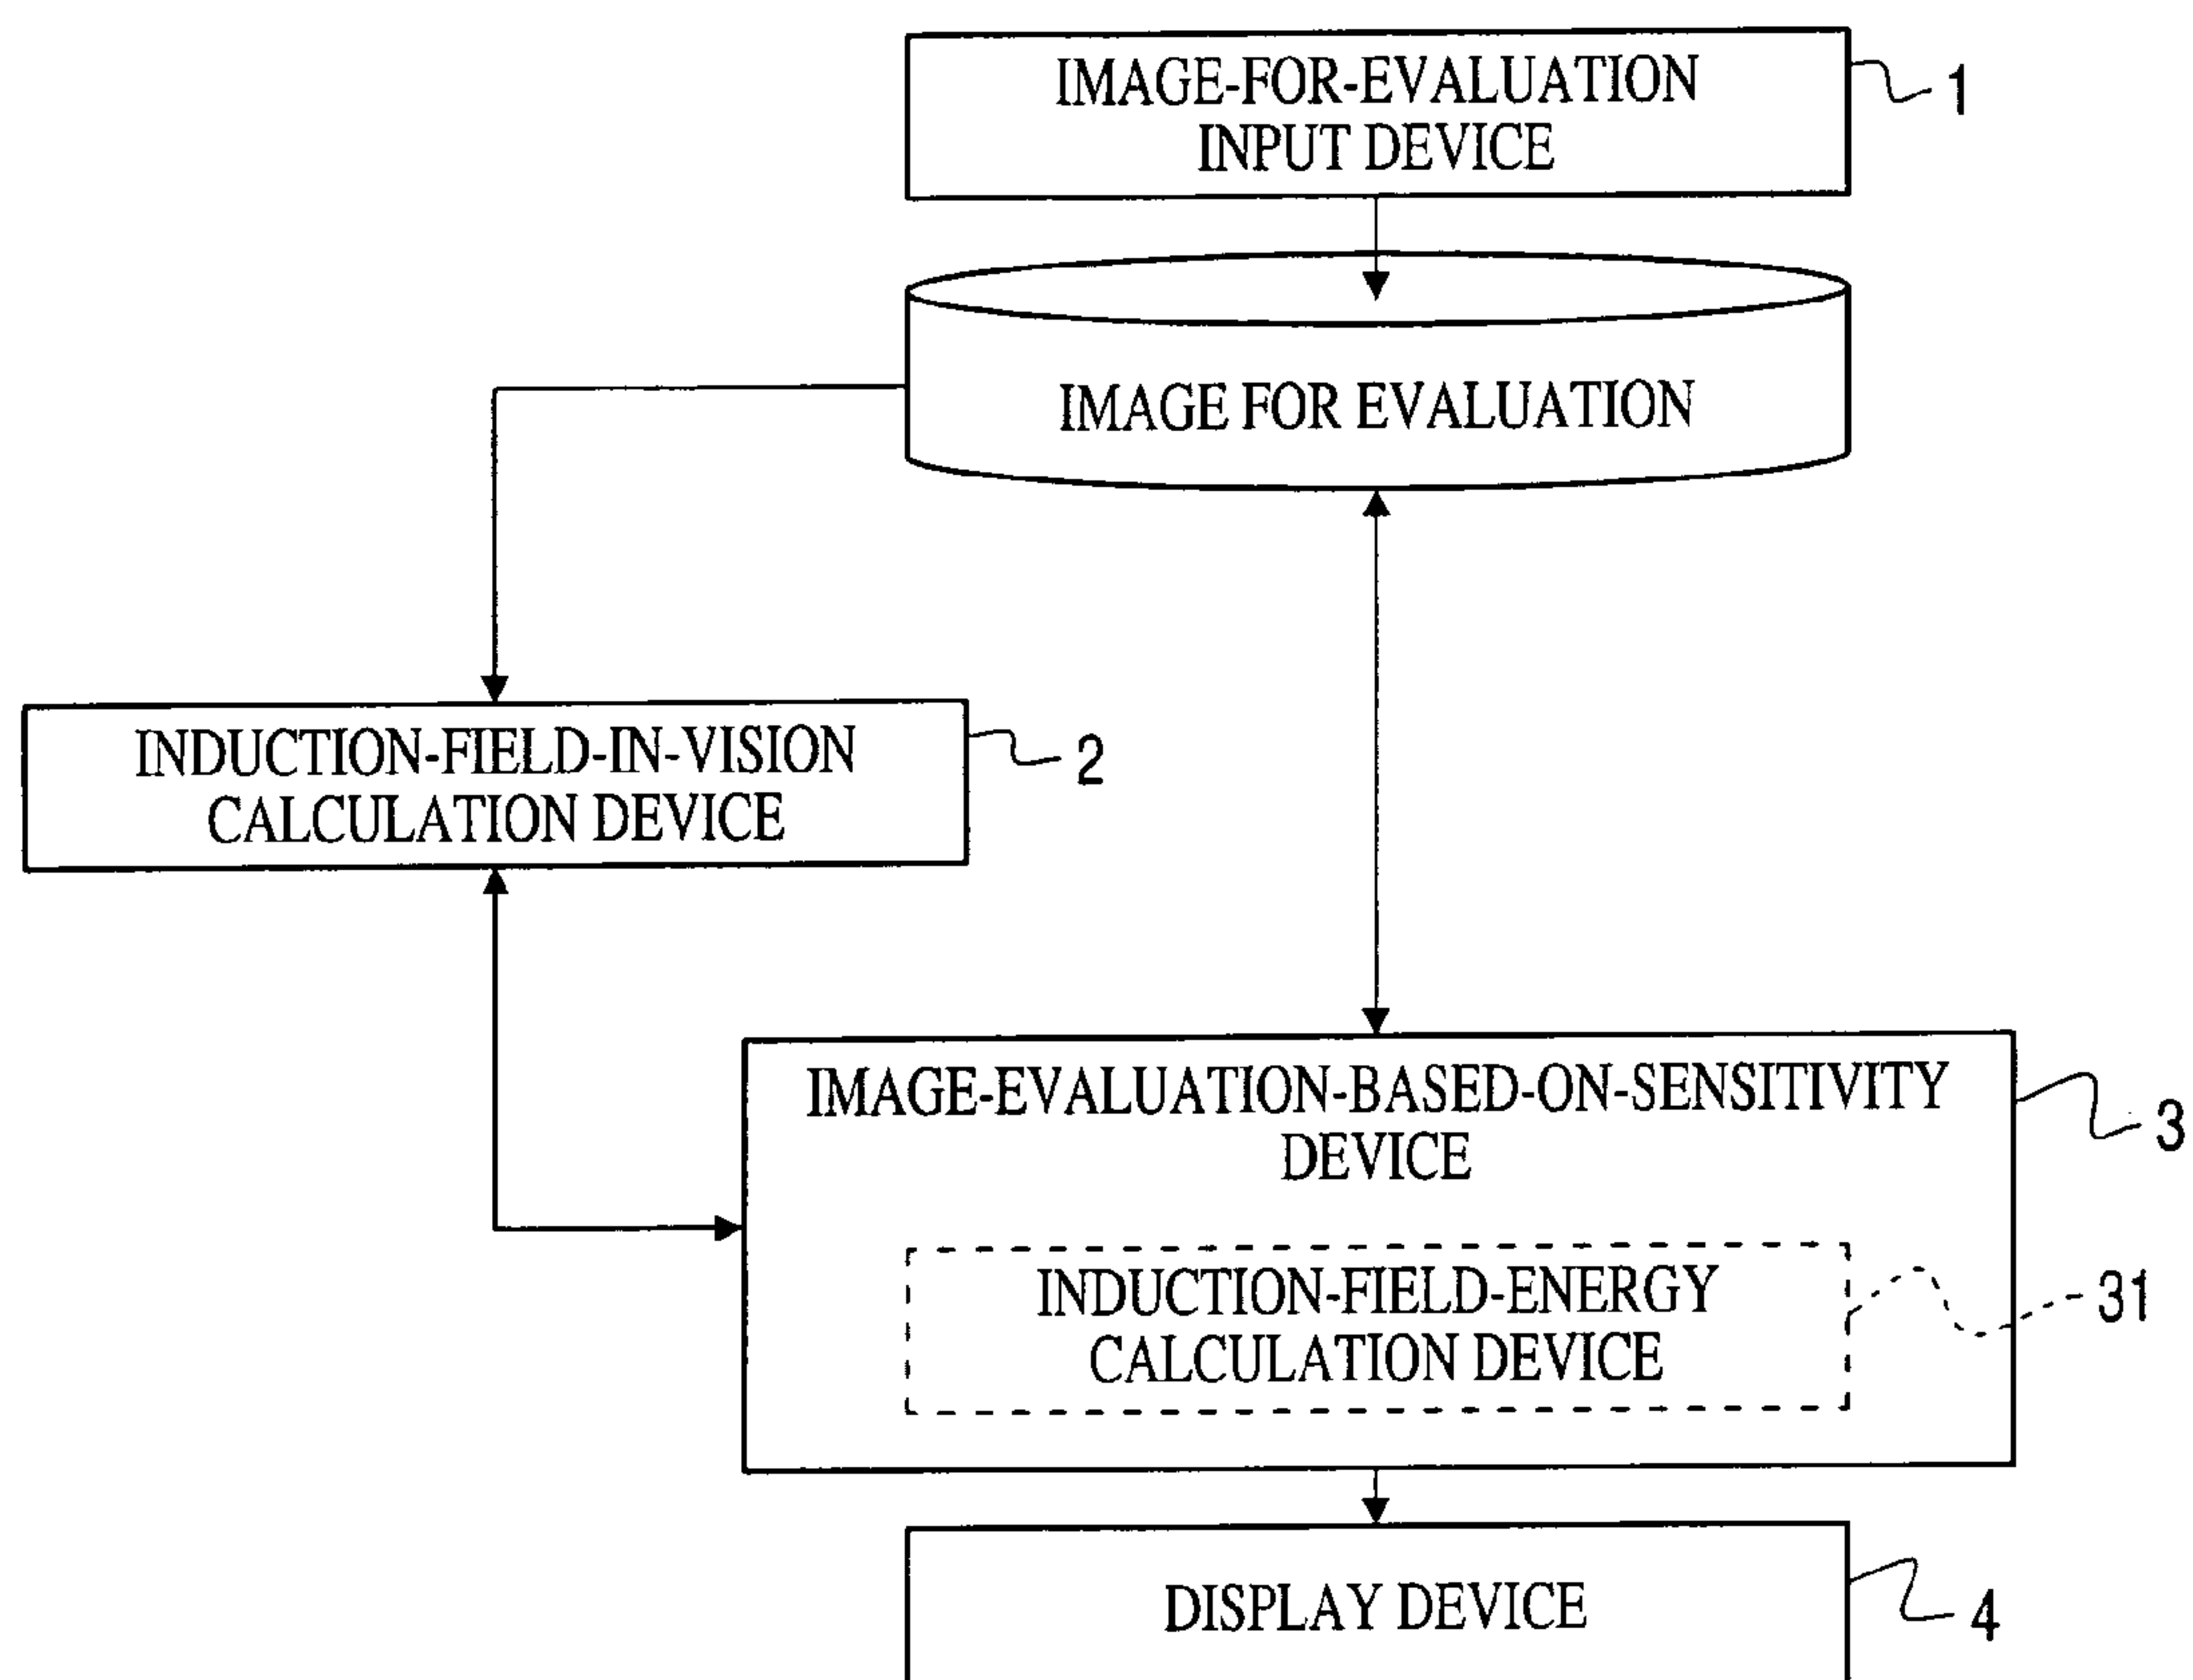 IMAGE-FOR-EVALUATION
INPUT DEVICE
1
IMAGE FOR EVALUATION
INDUCTION-FIELD-IN-VISION
CALCULATION DEVICE
2
IMAGE-EVALUATION-BASED-ON-SENSITIVITY
DEVICE
3
INDUCTION-FIELD-ENERGY
CALCULATION DEVICE
31
DISPLAY DEVICE
4